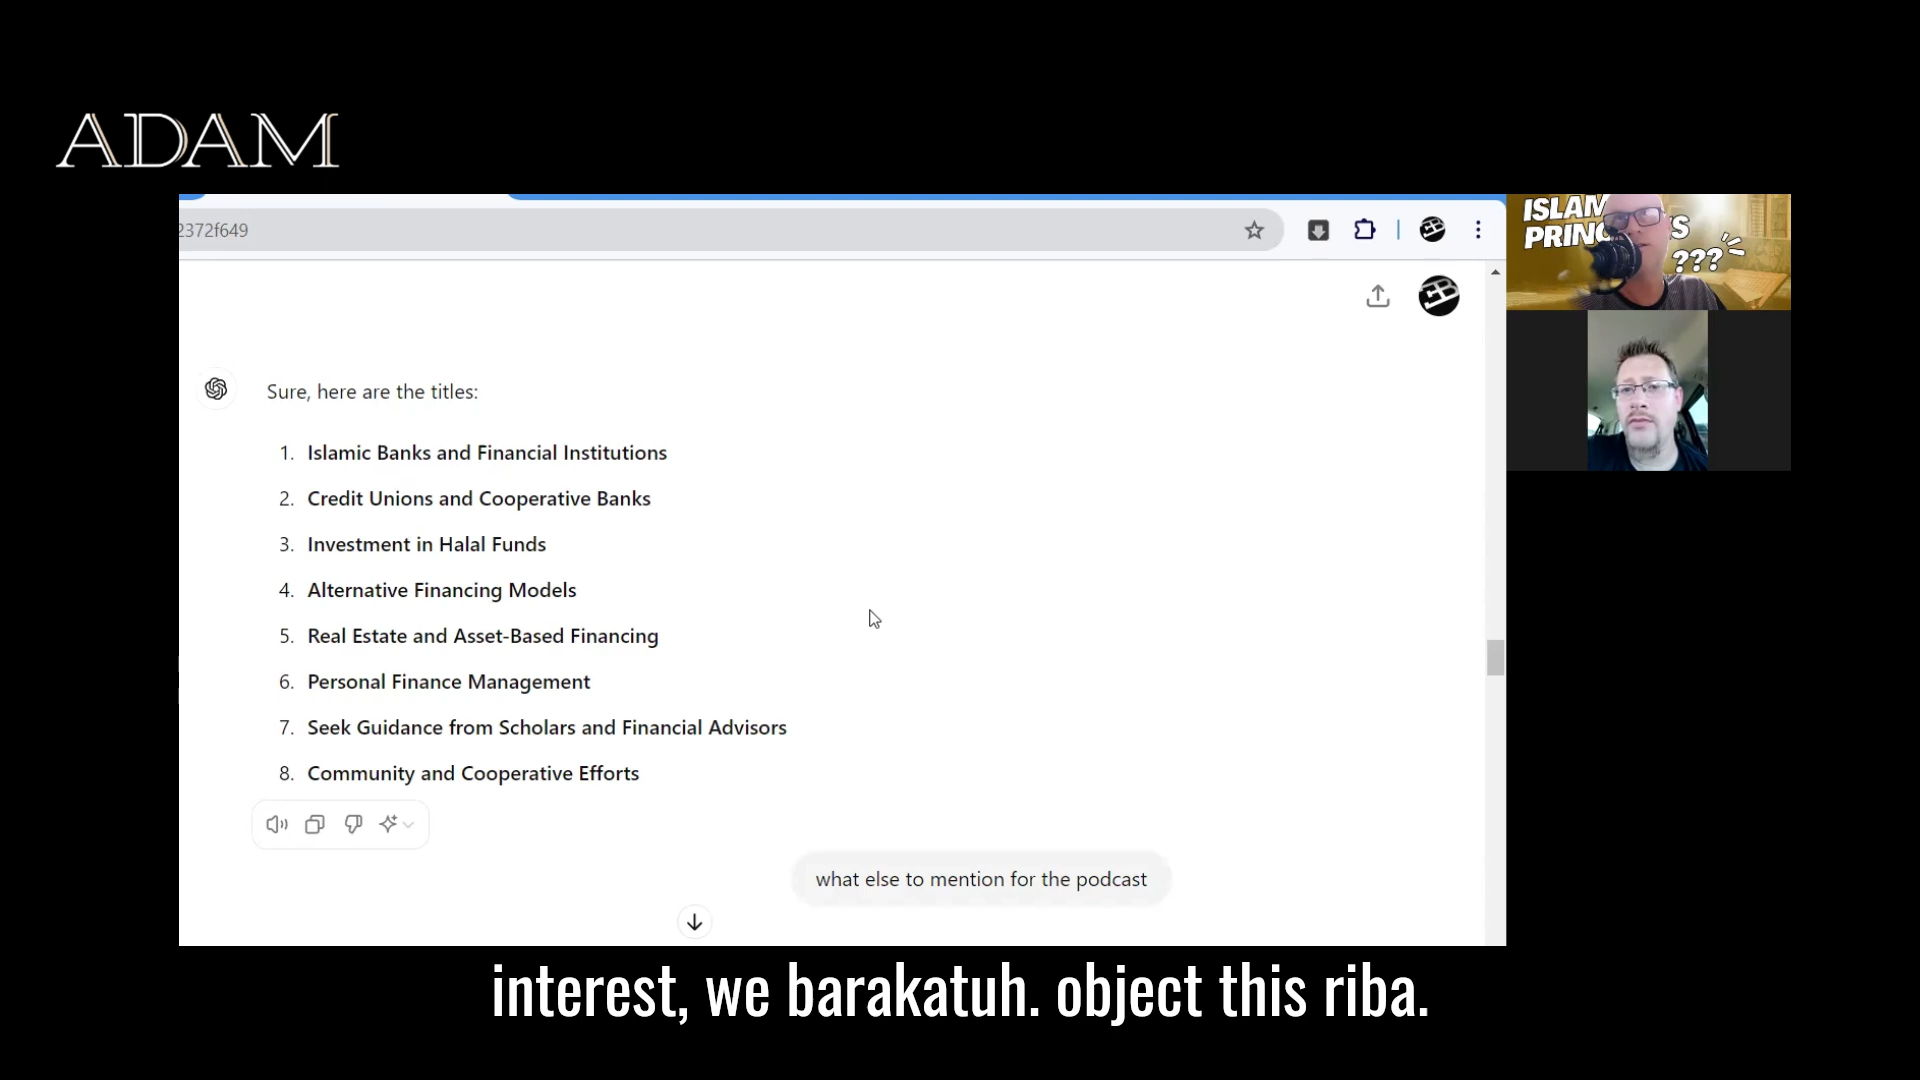 ADAM
2372f649
ISLAM
PRINC S
???
Sure, here are the titles:
1. Islamic Banks and Financial Institutions
2. Credit Unions and Cooperative Banks
3. Investment in Halal Funds
4. Alternative Financing Models
5. Real Estate and Asset-Based Financing
6. Personal Finance Management
7. Seek Guidance from Scholars and Financial Advisors
8. Community and Cooperative Efforts
what else to mention for the podcast
interest, we barakatuh. object this riba.